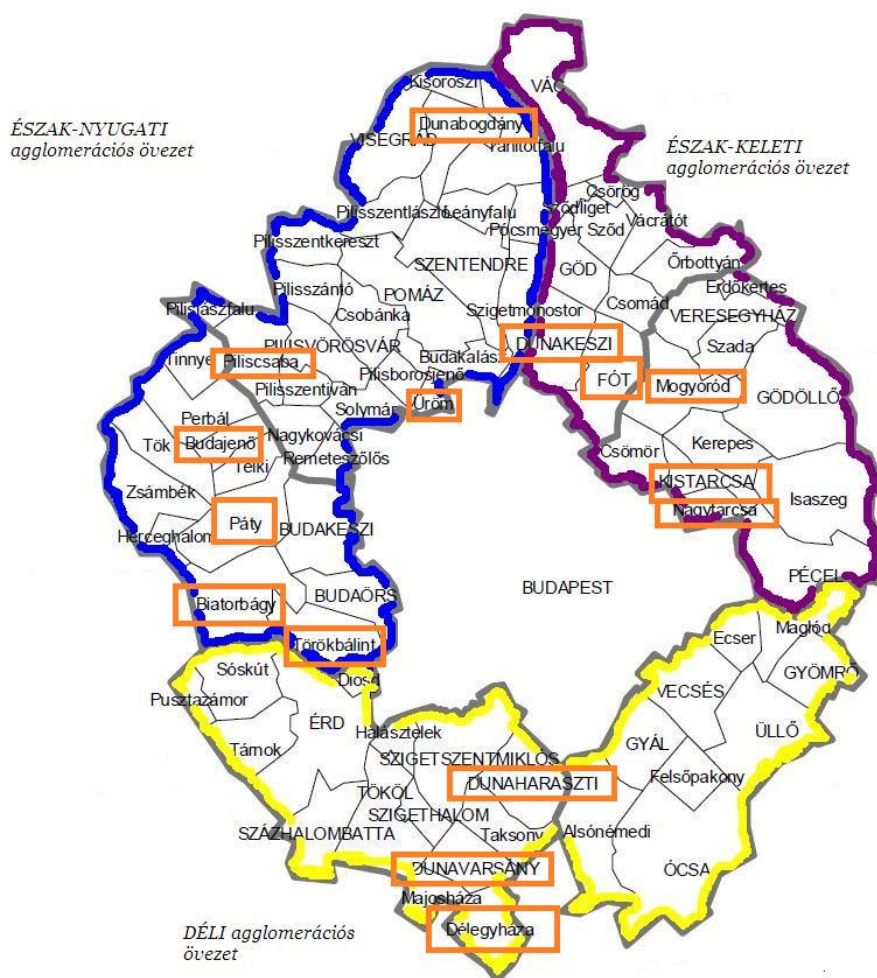 VÁC
Kisoroszi
Dunabogdány
ÉSZAK-NYUGATI
agglomerációs övezet
VISEGRÁD
Tahitótfalu
ÉSZAK-KELETI
agglomerációs övezet
Csörög
Sződliget
Vácrátót
Pilisszentlászló
Leányfalu
Pócsmegyer
Sződ
Pilisszentkereszt
Őrbottyán
SZENTENDRE
GÖD
Erdőkertes
Pilisszántó
POMÁZ
Csomád
Pilisjászfalu
Csobánka
Szigetmonostor
VERESEGYHÁZ
PILISVÖRÖSVÁR
DUNAKESZI
Szada
Tinnye
Piliscsaba
Budakalász
Pilisborosjenő
FÓT
Mogyoród
GÖDÖLLŐ
Pilisszentiván
Solymár
Üröm
Perbál
Budajenő
Nagykovácsi
Kerepes
Tök
Telki
Remeteszőlős
Csömör
KISTARCSA
Zsámbék
Isaszeg
Nagytarcsa
Páty
BUDAKESZI
Herceghalom
PÉCEL
BUDAPEST
BUDAÖRS
Biatorbágy
Maglód
Törökbálint
Ecser
Sóskút
Diósd
GYÖMRŐ
Pusztazámor
VECSÉS
ÉRD
Halásztelek
ÜLLŐ
Tárnok
SZIGETSZENTMIKLÓS
GYÁL
Felsőpakony
DUNAHARASZTI
TÖKÖL
SZIGETHALOM
SZÁZHALOMBATTA
Taksony
Alsónémedi
DUNAVARSÁNY
ÓCSA
Majosháza
Délegyháza
DÉLI agglomerációs
övezet